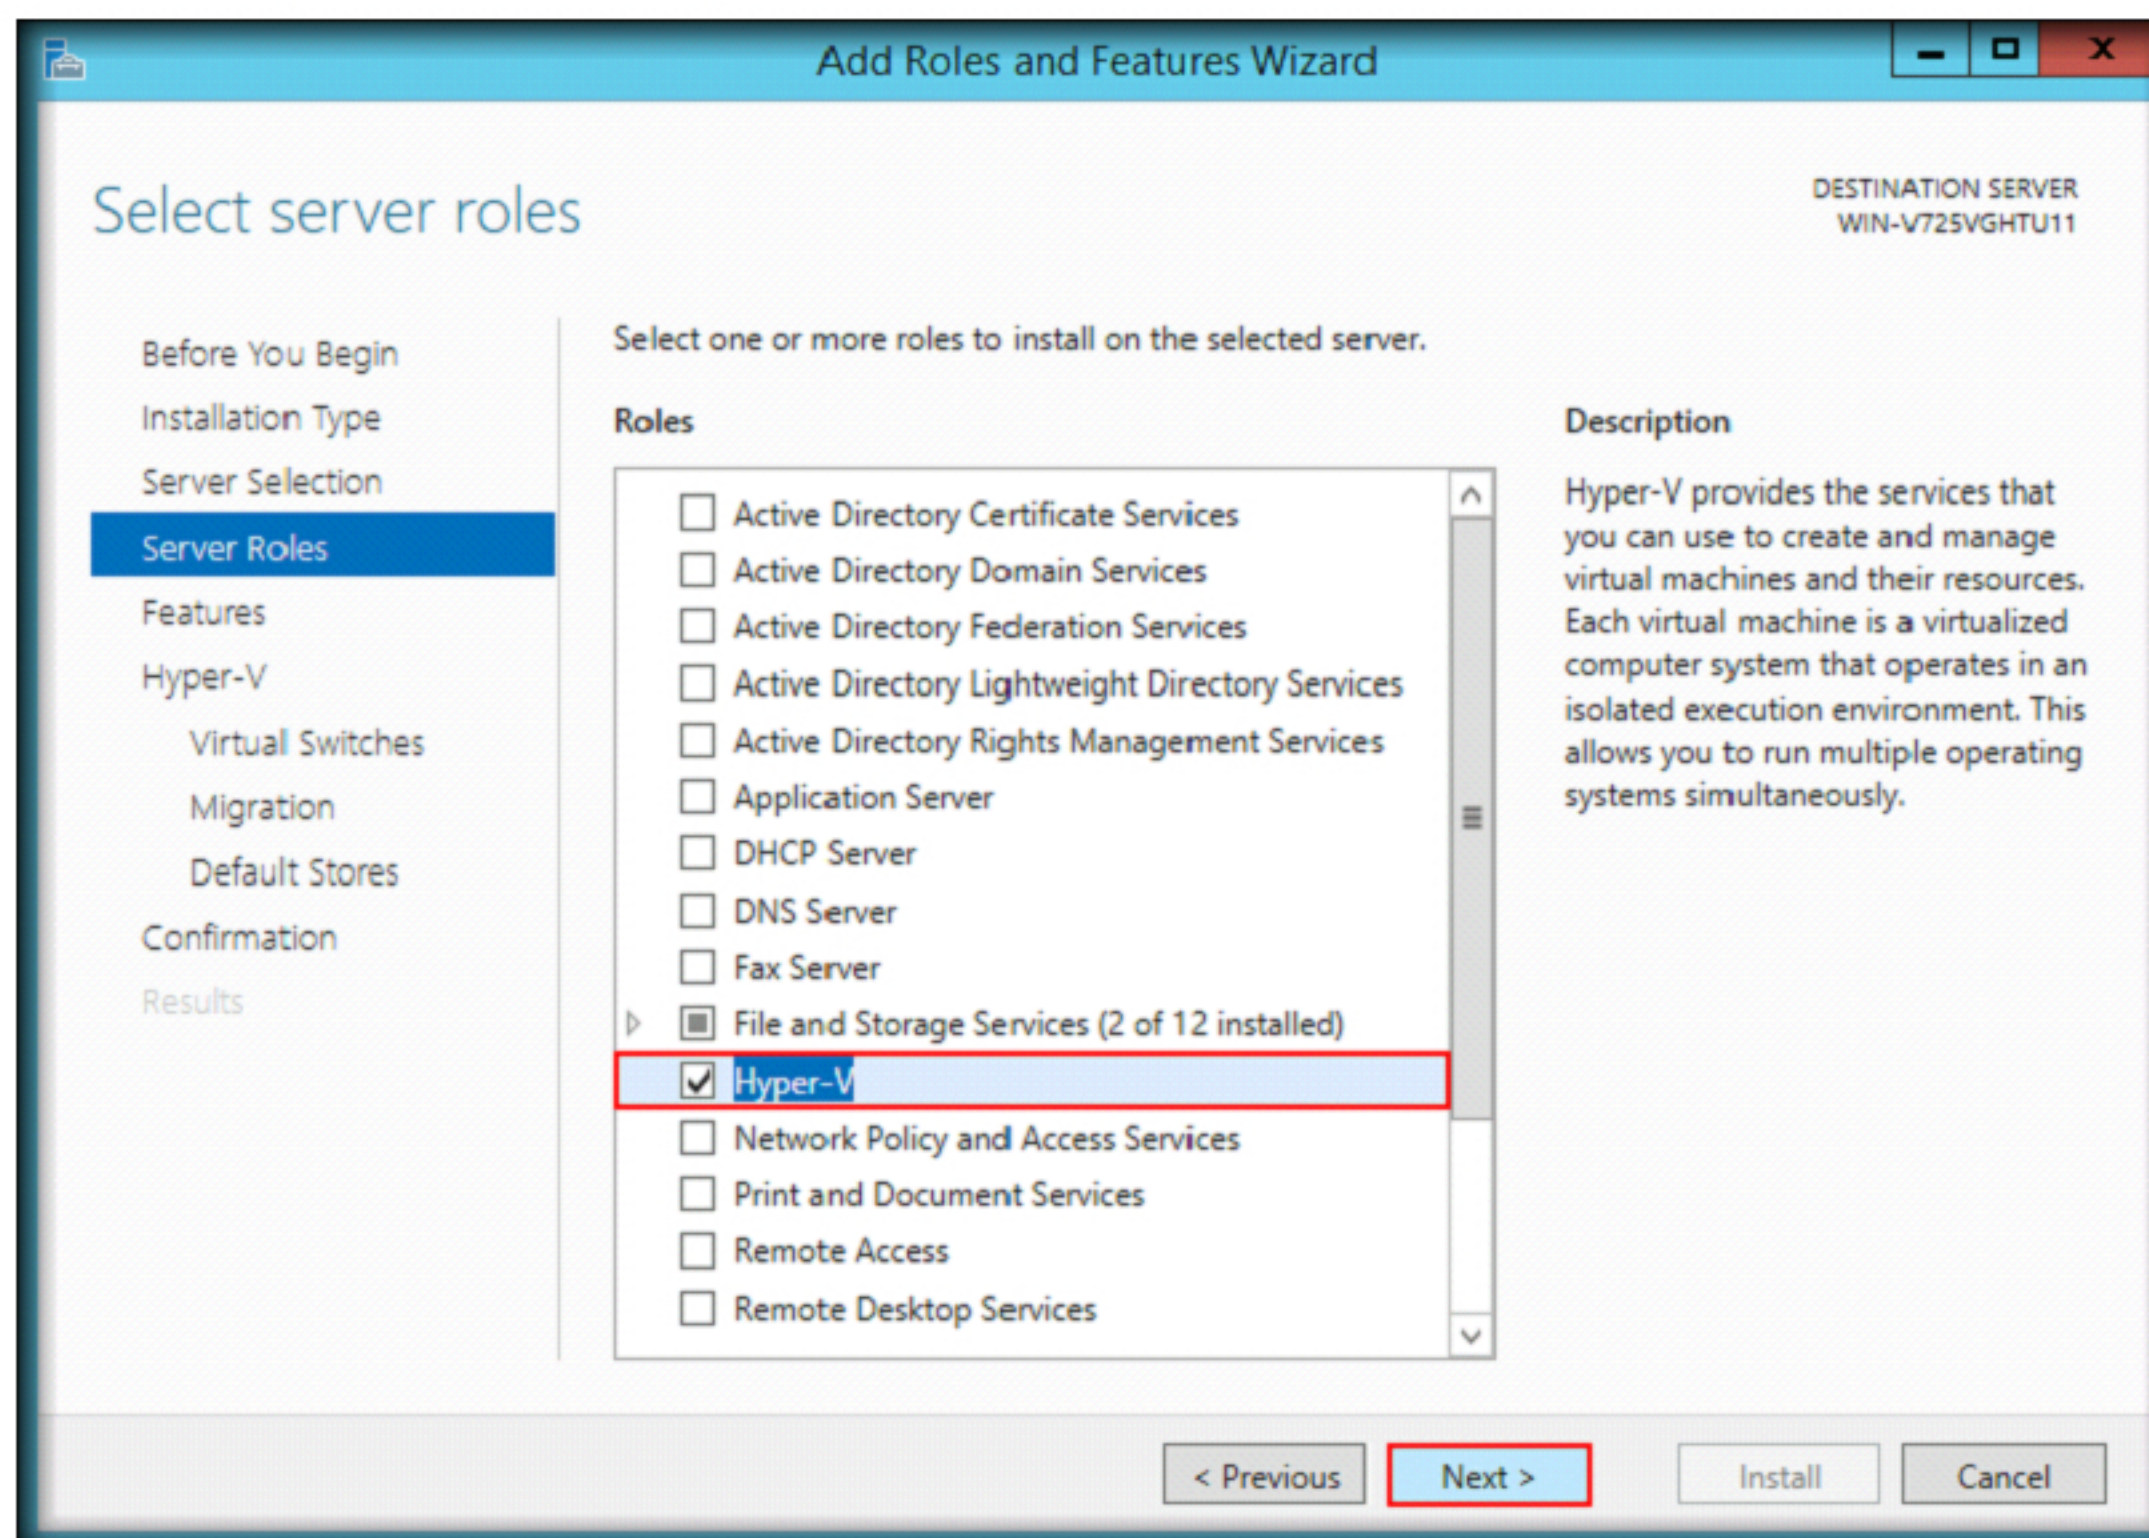 Add Roles and Features Wizard
X
Select server roles
DESTINATION SERVER
WIN-V725VGHTU11
Before You Begin
Installation Type
Server Selection
Server Roles
Features
Hyper-V
Virtual Switches
Migration
Default Stores
Confirmation
Results
Select one or more roles to install on the selected server.
Roles
Active Directory Certificate Services
Active Directory Domain Services
Active Directory Federation Services
Active Directory Lightweight Directory Services
Active Directory Rights Management Services
Application Server
DHCP Server
DNS Server
Fax Server
File and Storage Services (2 of 12 installed)
Hyper-V
Network Policy and Access Services
Print and Document Services
Remote Access
Remote Desktop Services
Description
Hyper-V provides the services that
you can use to create and manage
virtual machines and their resources.
Each virtual machine is a virtualized
computer system that operates in an
isolated execution environment. This
allows you to run multiple operating
systems simultaneously.
< Previous
Next >
Install
Cancel